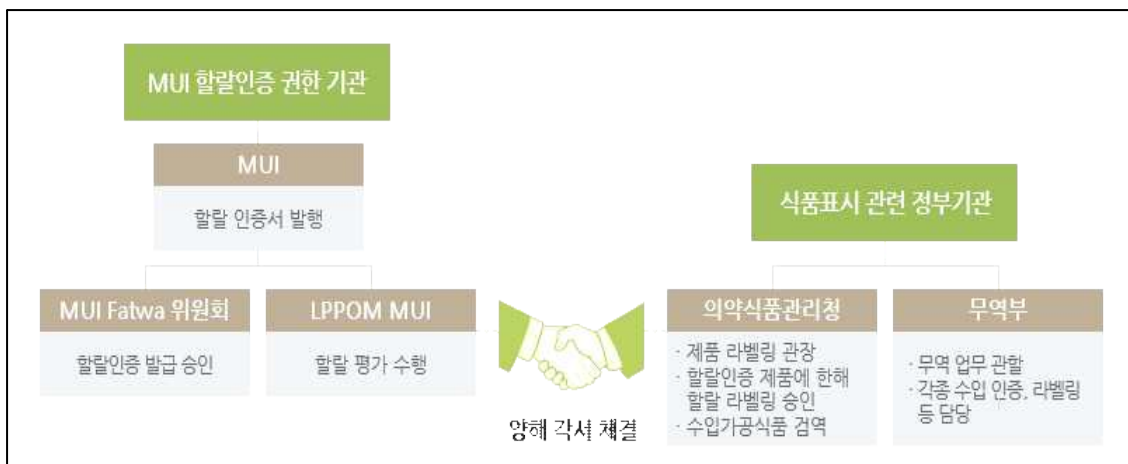 MUI 할랄인증 권한 기관
MUI
할랄 인증서 발행
MUI Fatwa 위원회
할랄인증 발급 승인
LPPOM MUI
할랄 평가 수행
양해 각서 체결
식품표시 관련 정부기관
의약식품관리청
· 제품 라벨링 관장
· 할랄인증 제품에 한해
할랄 라벨링 승인
· 수입가공식품 검역
무역부
· 무역 업무 관할
· 각종 수입 인증, 라벨링
등 담당